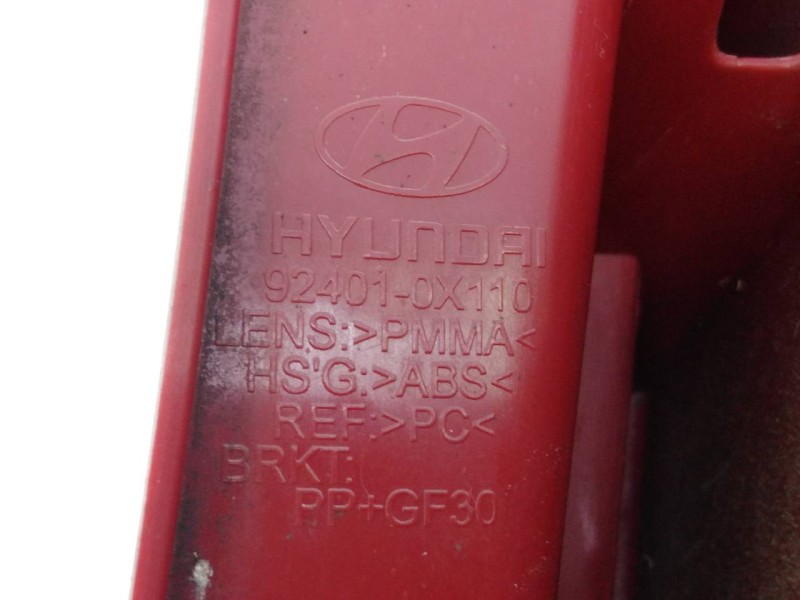 HYUNDAI
92401-0X110
LENS:>PMMA<
HS'G:>ABS<
REF:>PC<
BRKT:
PP+GF30